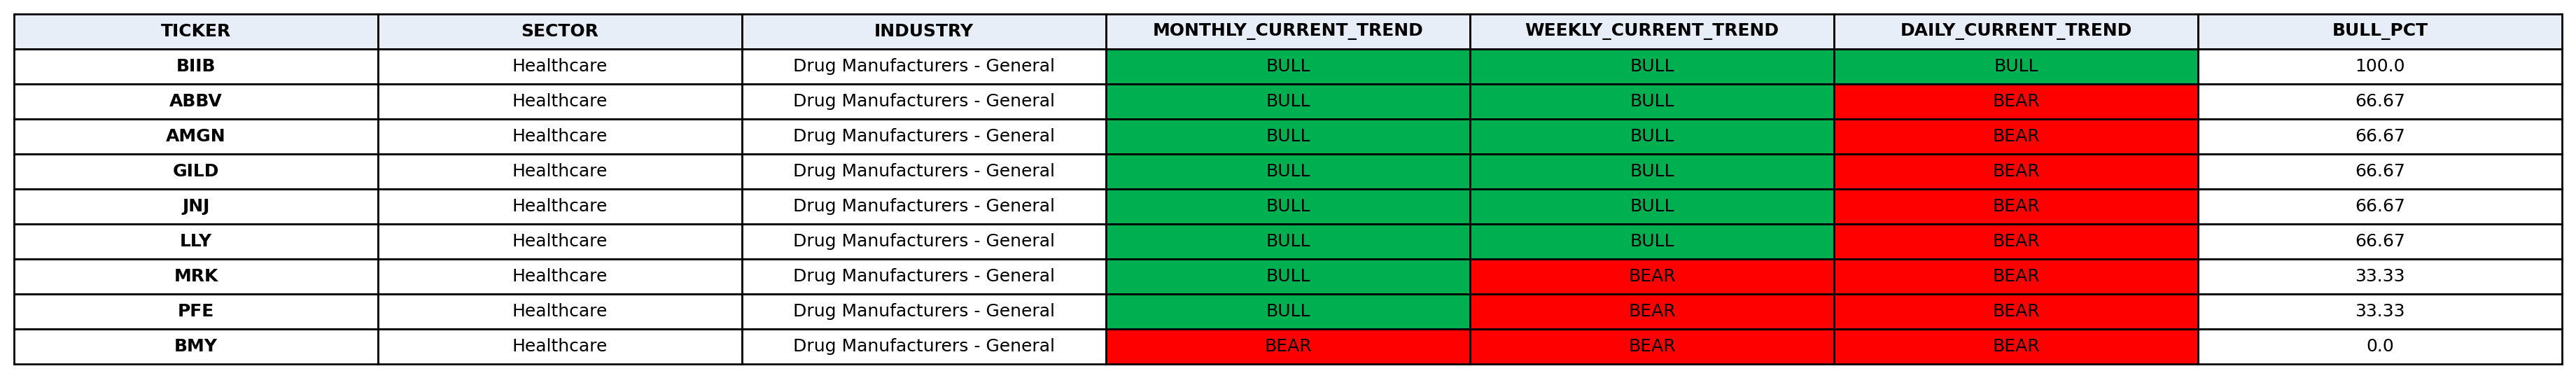 TICKER SECTOR INDUSTRY MONTHLY_CURRENT_TREND WEEKLY_CURRENT_TREND DAILY_CURRENT_TREND BULL_PCT
BIIB Healthcare Drug Manufacturers - General BULL BULL BULL 100.0
ABBV Healthcare Drug Manufacturers - General BULL BULL BEAR 66.67
AMGN Healthcare Drug Manufacturers - General BULL BULL BEAR 66.67
GILD Healthcare Drug Manufacturers - General BULL BULL BEAR 66.67
JNJ Healthcare Drug Manufacturers - General BULL BULL BEAR 66.67
LLY Healthcare Drug Manufacturers - General BULL BULL BEAR 66.67
MRK Healthcare Drug Manufacturers - General BULL BEAR BEAR 33.33
PFE Healthcare Drug Manufacturers - General BULL BEAR BEAR 33.33
BMY Healthcare Drug Manufacturers - General BEAR BEAR BEAR 0.0